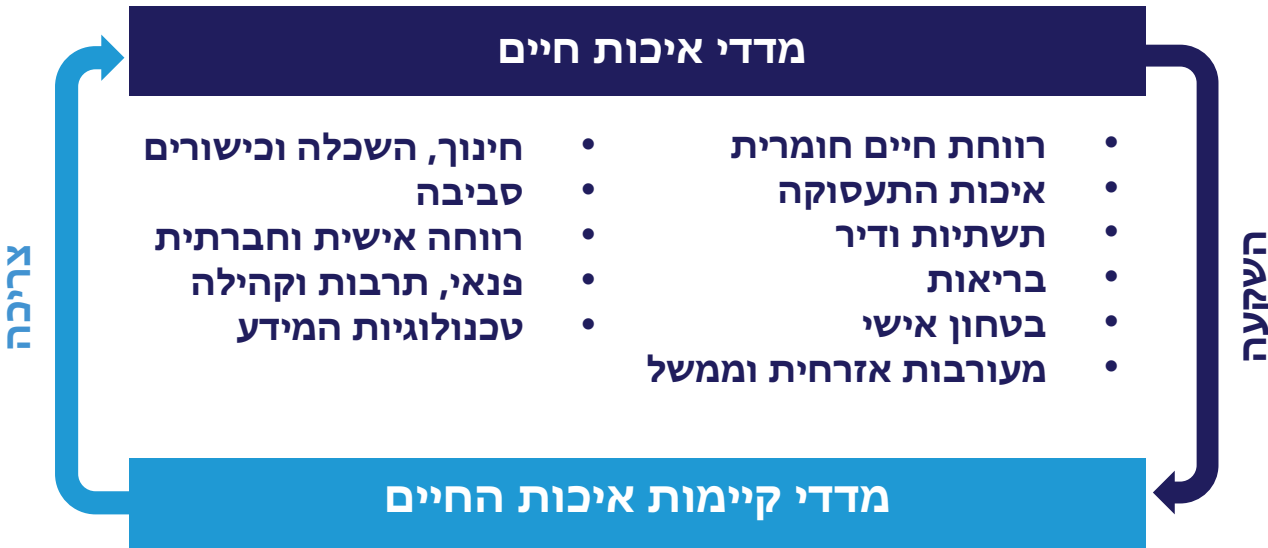 מדדי איכות חיים
• רווחת חיים חומרית
• איכות התעסוקה
• תשתיות ודיר
• בריאות
• בטחון אישי
• מעורבות אזרחית וממשל
• חינוך, השכלה וכישורים
• סביבה
• רווחה אישית וחברתית
• פנאי, תרבות וקהילה
• טכנולוגיות המידע
השקעה
צריכה
מדדי קיימות איכות החיים